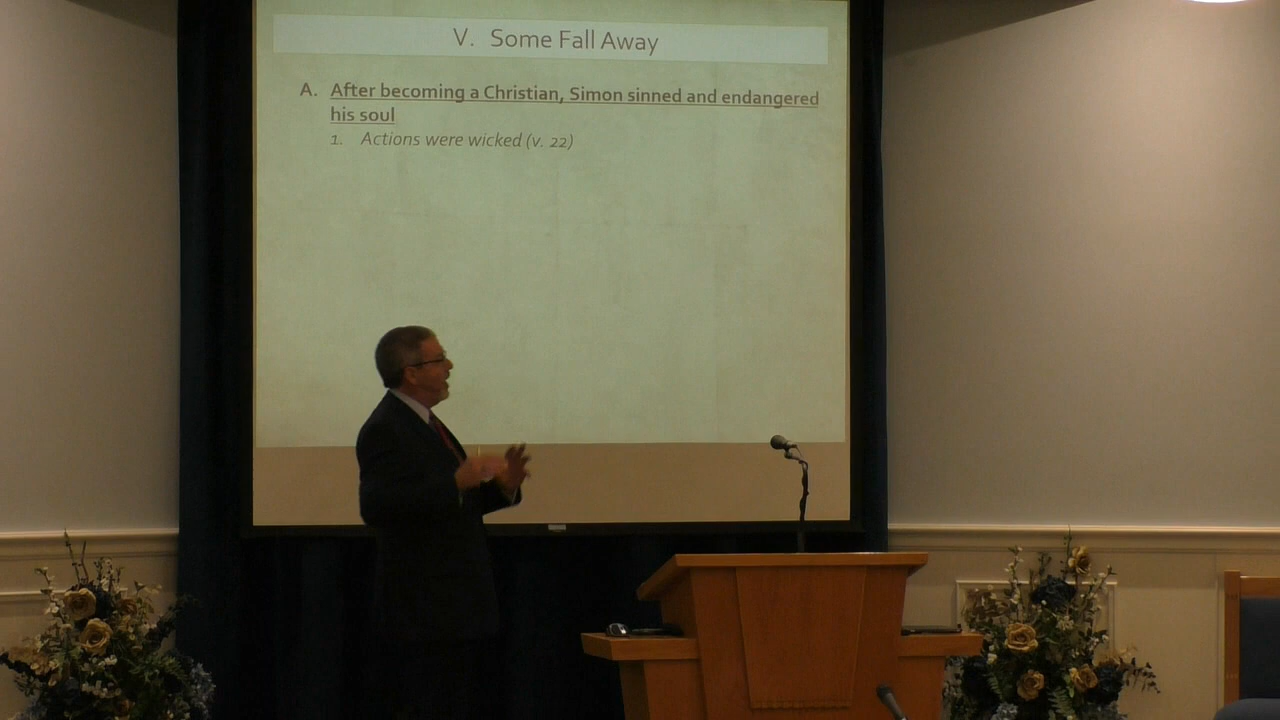 V. Some Fall Away
A. After becoming a Christian, Simon sinned and endangered
his soul
1. Actions were wicked (v. 22)